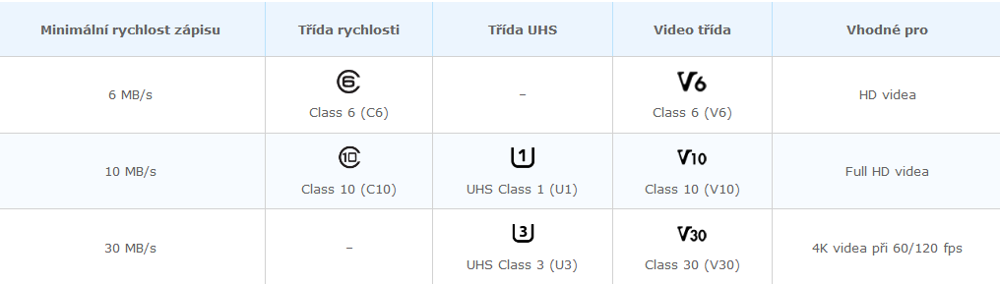 Minimální rychlost zápisu Třída rychlosti Třída UHS Video třída Vhodné pro
6 V6
6 MB/s – HD videa
Class 6 (C6) Class 6 (V6)
10 1 V10
10 MB/s Full HD videa
Class 10 (C10) UHS Class 1 (U1) Class 10 (V10)
3 V30
30 MB/s – 4K videa při 60/120 fps
UHS Class 3 (U3) Class 30 (V30)